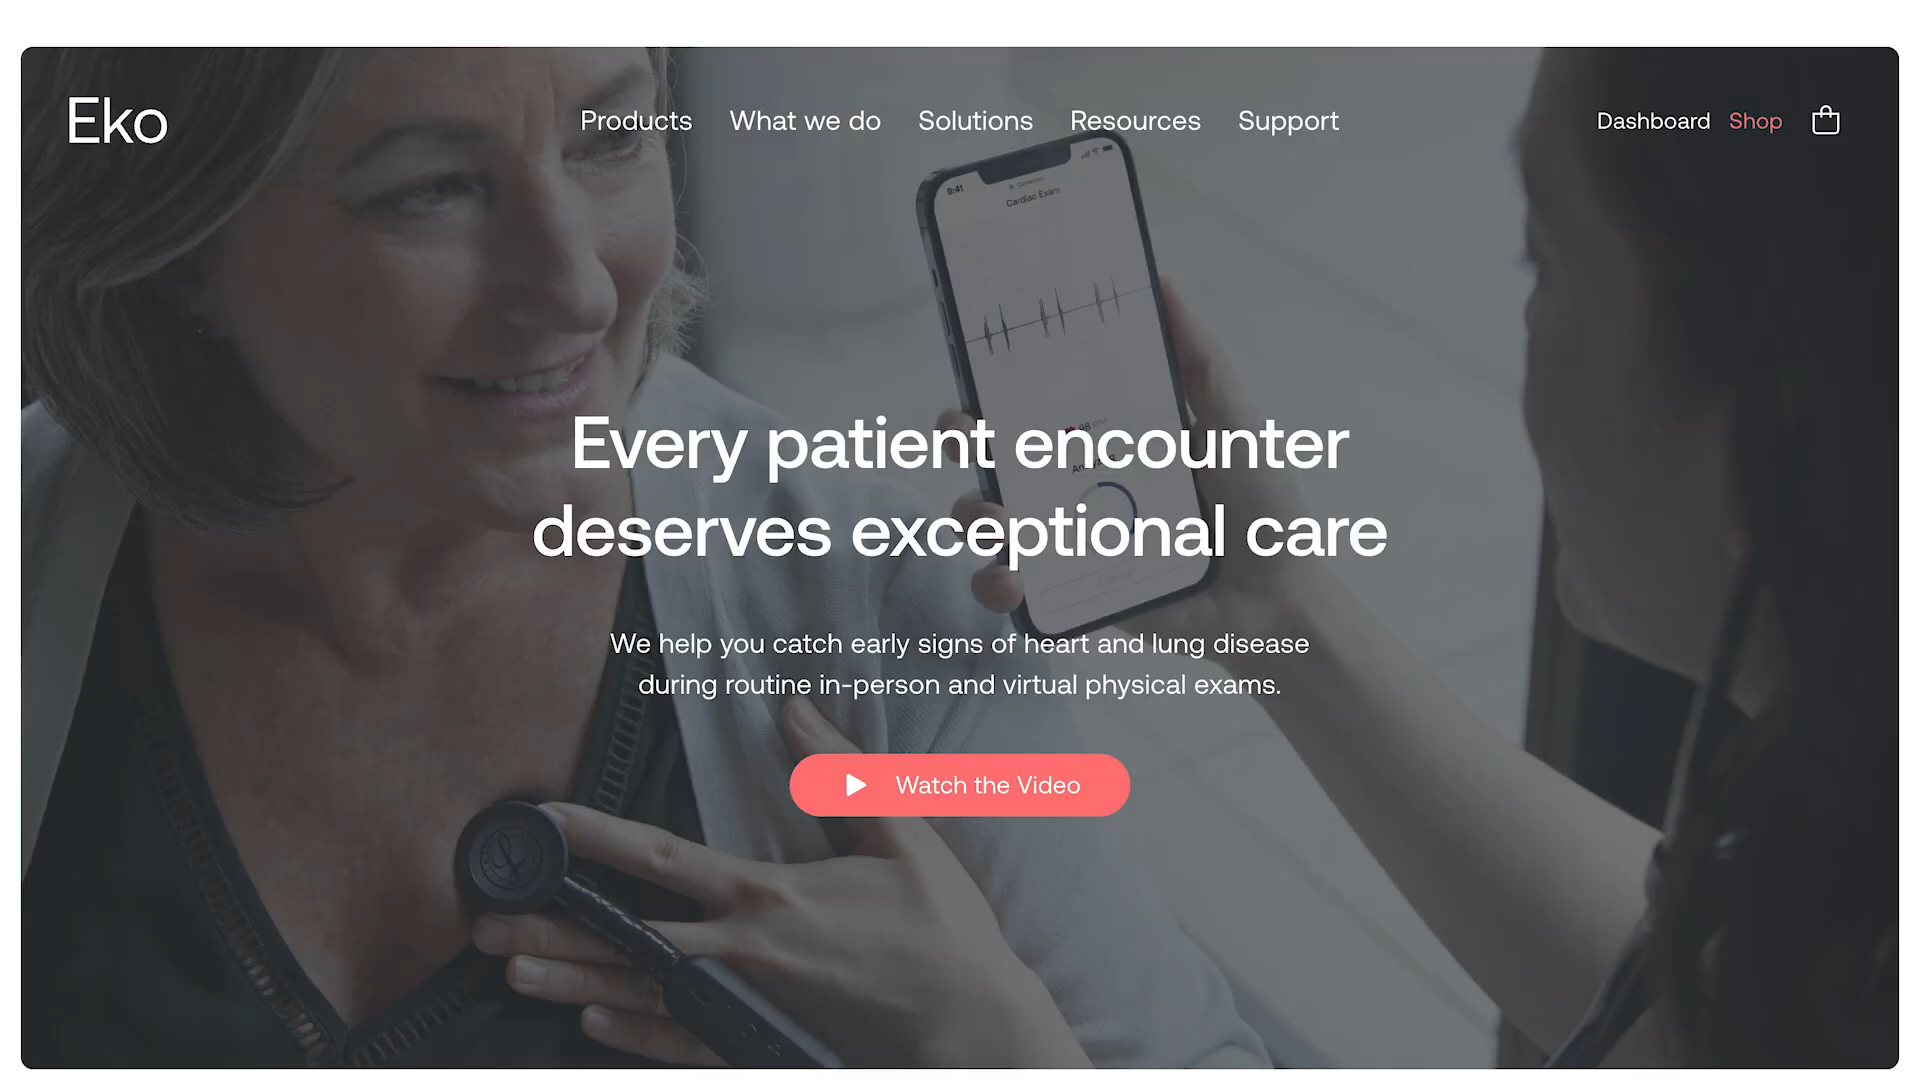 Eko
Products
What we do
Solutions
Resources
Support
Dashboard
Shop
9:41
Connected
Cardiac Exam
98
Every patient encounter
deserves exceptional care
We help you catch early signs of heart and lung disease
during routine in-person and virtual physical exams.
Watch the Video